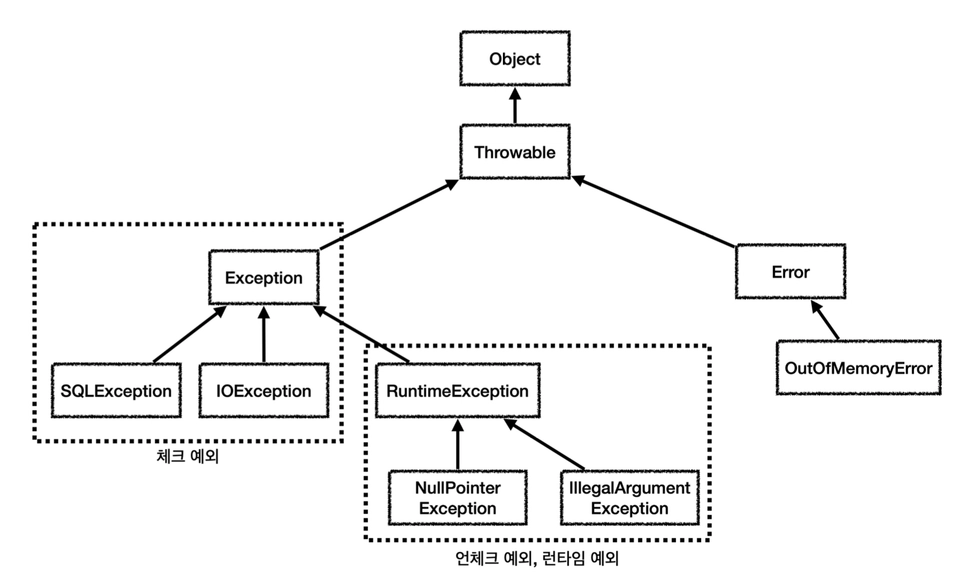 Object
Throwable
Exception
Error
SQLException
IOException
RuntimeException
OutOfMemoryError
체크 예외
NullPointer
Exception
IllegalArgument
Exception
언체크 예외, 런타임 예외